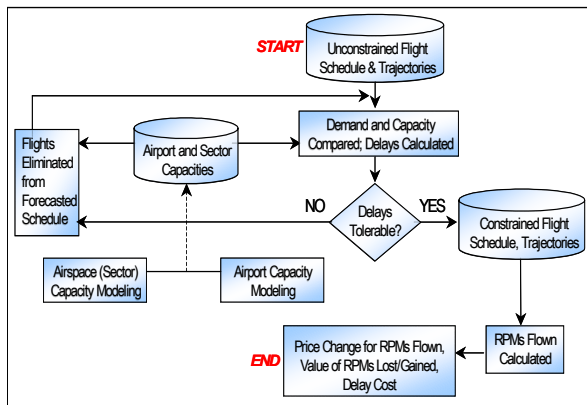 START
Unconstrained Flight
Schedule & Trajectories
Demand and Capacity
Compared; Delays Calculated
Airport and Sector
Capacities
Flights
Eliminated
from
Forecasted
Schedule
NO
Delays
Tolerable?
YES
Constrained Flight
Schedule, Trajectories
Airspace (Sector)
Capacity Modeling
Airport Capacity
Modeling
RPMs Flown
Calculated
END
Price Change for RPMs Flown,
Value of RPMs Lost/Gained,
Delay Cost